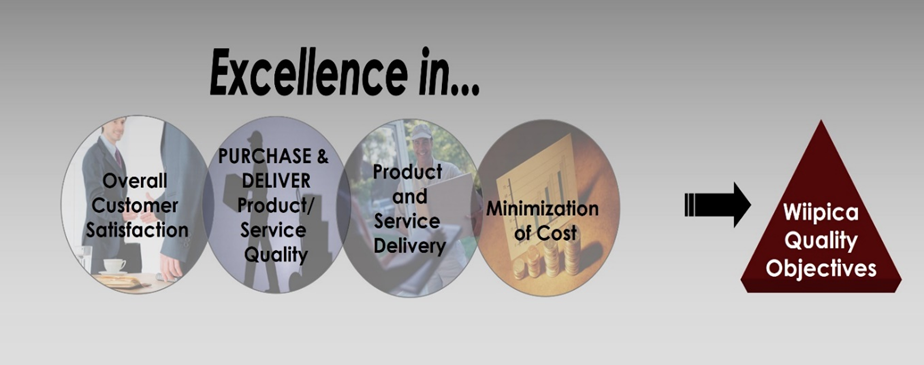 Excellence in...
Overall
Customer
Satisfaction
PURCHASE &
DELIVER
Product/
Service
Quality
Product
and
Service
Delivery
Minimization
of Cost
Wiipica
Quality
Objectives